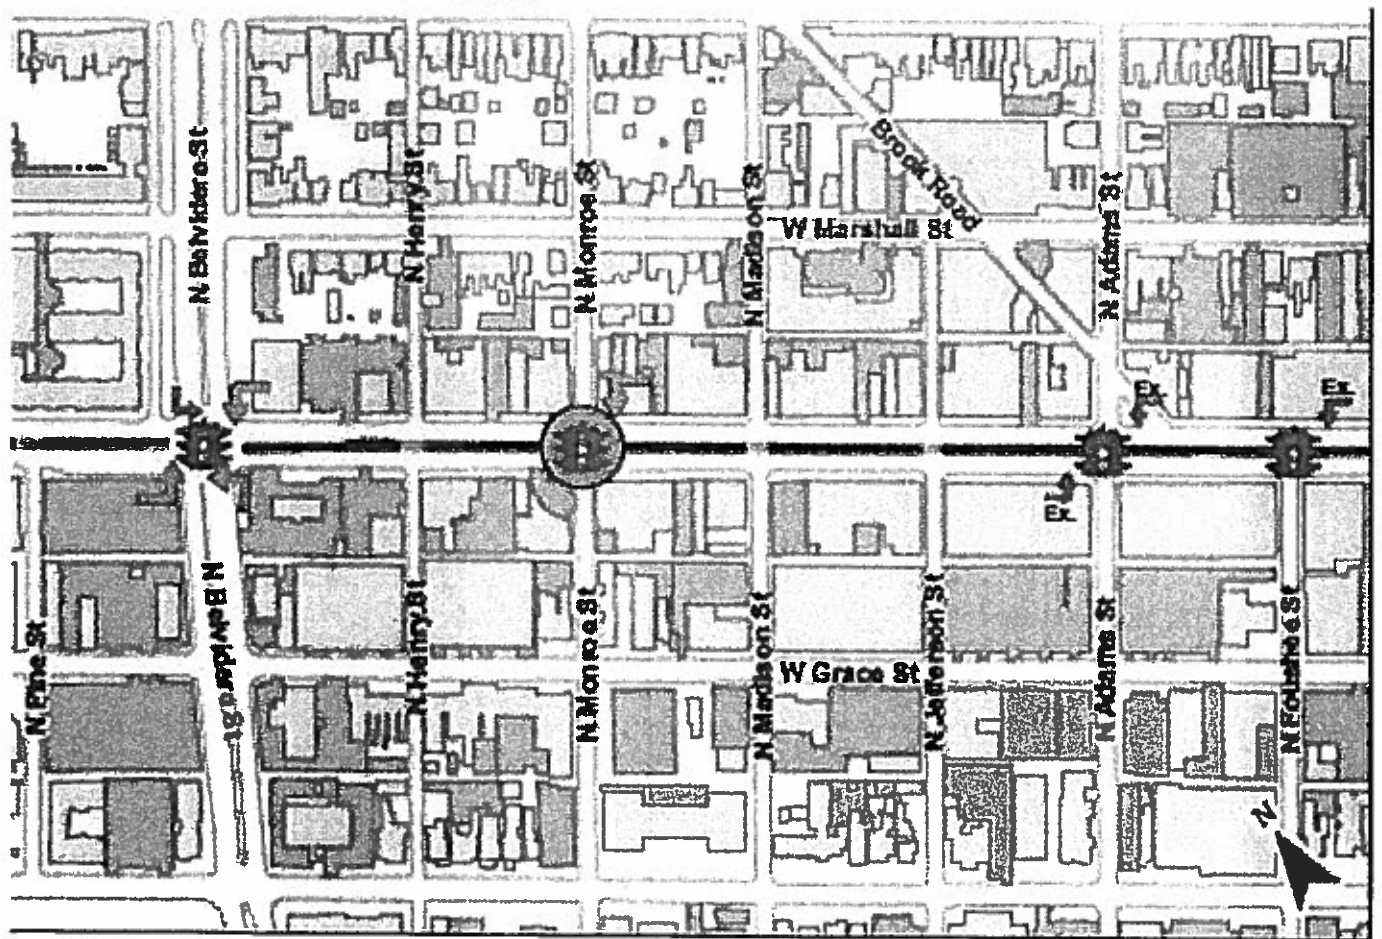 N Belvidere St
N Henry St
N Monroe St
N Madison St
Brook Road
W Marshall St
N Adams St
Ex.
Ex.
Ex.
N Pine St
N Belvidere St
N Henry St
N Monroe St
N Madison St
W Grace St
N Jefferson St
N Adams St
N Foushee St
N